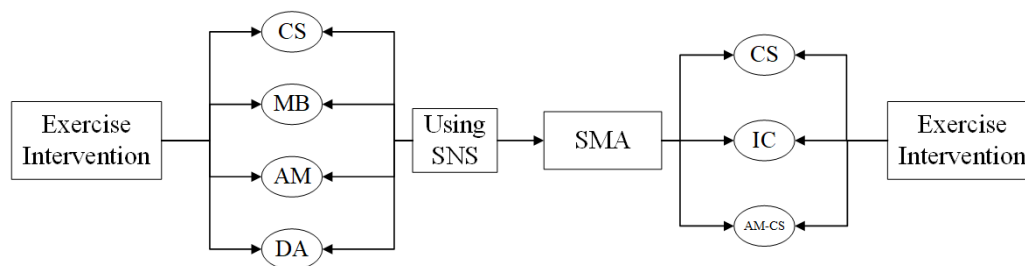 Exercise
Intervention
CS
MB
AM
DA
Using
SNS
SMA
CS
IC
AM-CS
Exercise
Intervention